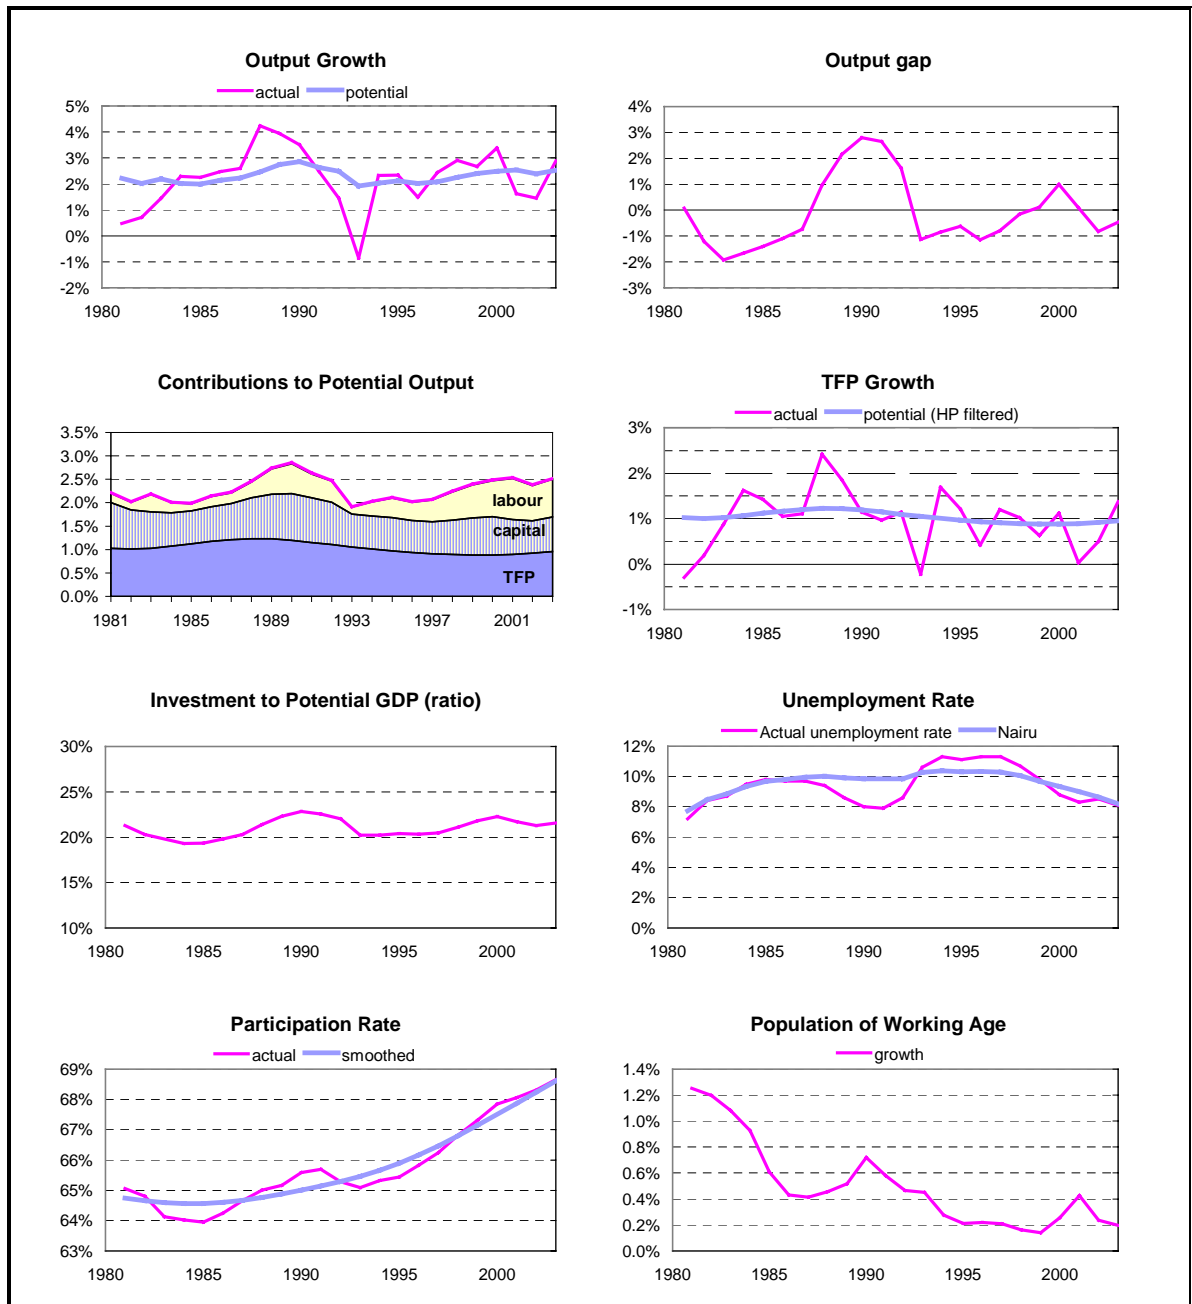 Output Growth
actual potential
5%
4%
3%
2%
1%
0%
-1%
-2%
1980 1985 1990 1995 2000
Output gap
4%
3%
2%
1%
0%
-1%
-2%
-3%
1980 1985 1990 1995 2000
Contributions to Potential Output
3.5%
3.0%
2.5%
2.0%
1.5%
1.0%
0.5%
0.0%
labour
capital
TFP
1981 1985 1989 1993 1997 2001
TFP Growth
actual potential (HP filtered)
3%
2%
1%
0%
-1%
1980 1985 1990 1995 2000
Investment to Potential GDP (ratio)
30%
25%
20%
15%
10%
1980 1985 1990 1995 2000
Unemployment Rate
Actual unemployment rate Nairu
12%
10%
8%
6%
4%
2%
0%
1980 1985 1990 1995 2000
Participation Rate
actual smoothed
69%
68%
67%
66%
65%
64%
63%
1980 1985 1990 1995 2000
Population of Working Age
growth
1.4%
1.2%
1.0%
0.8%
0.6%
0.4%
0.2%
0.0%
1980 1985 1990 1995 2000